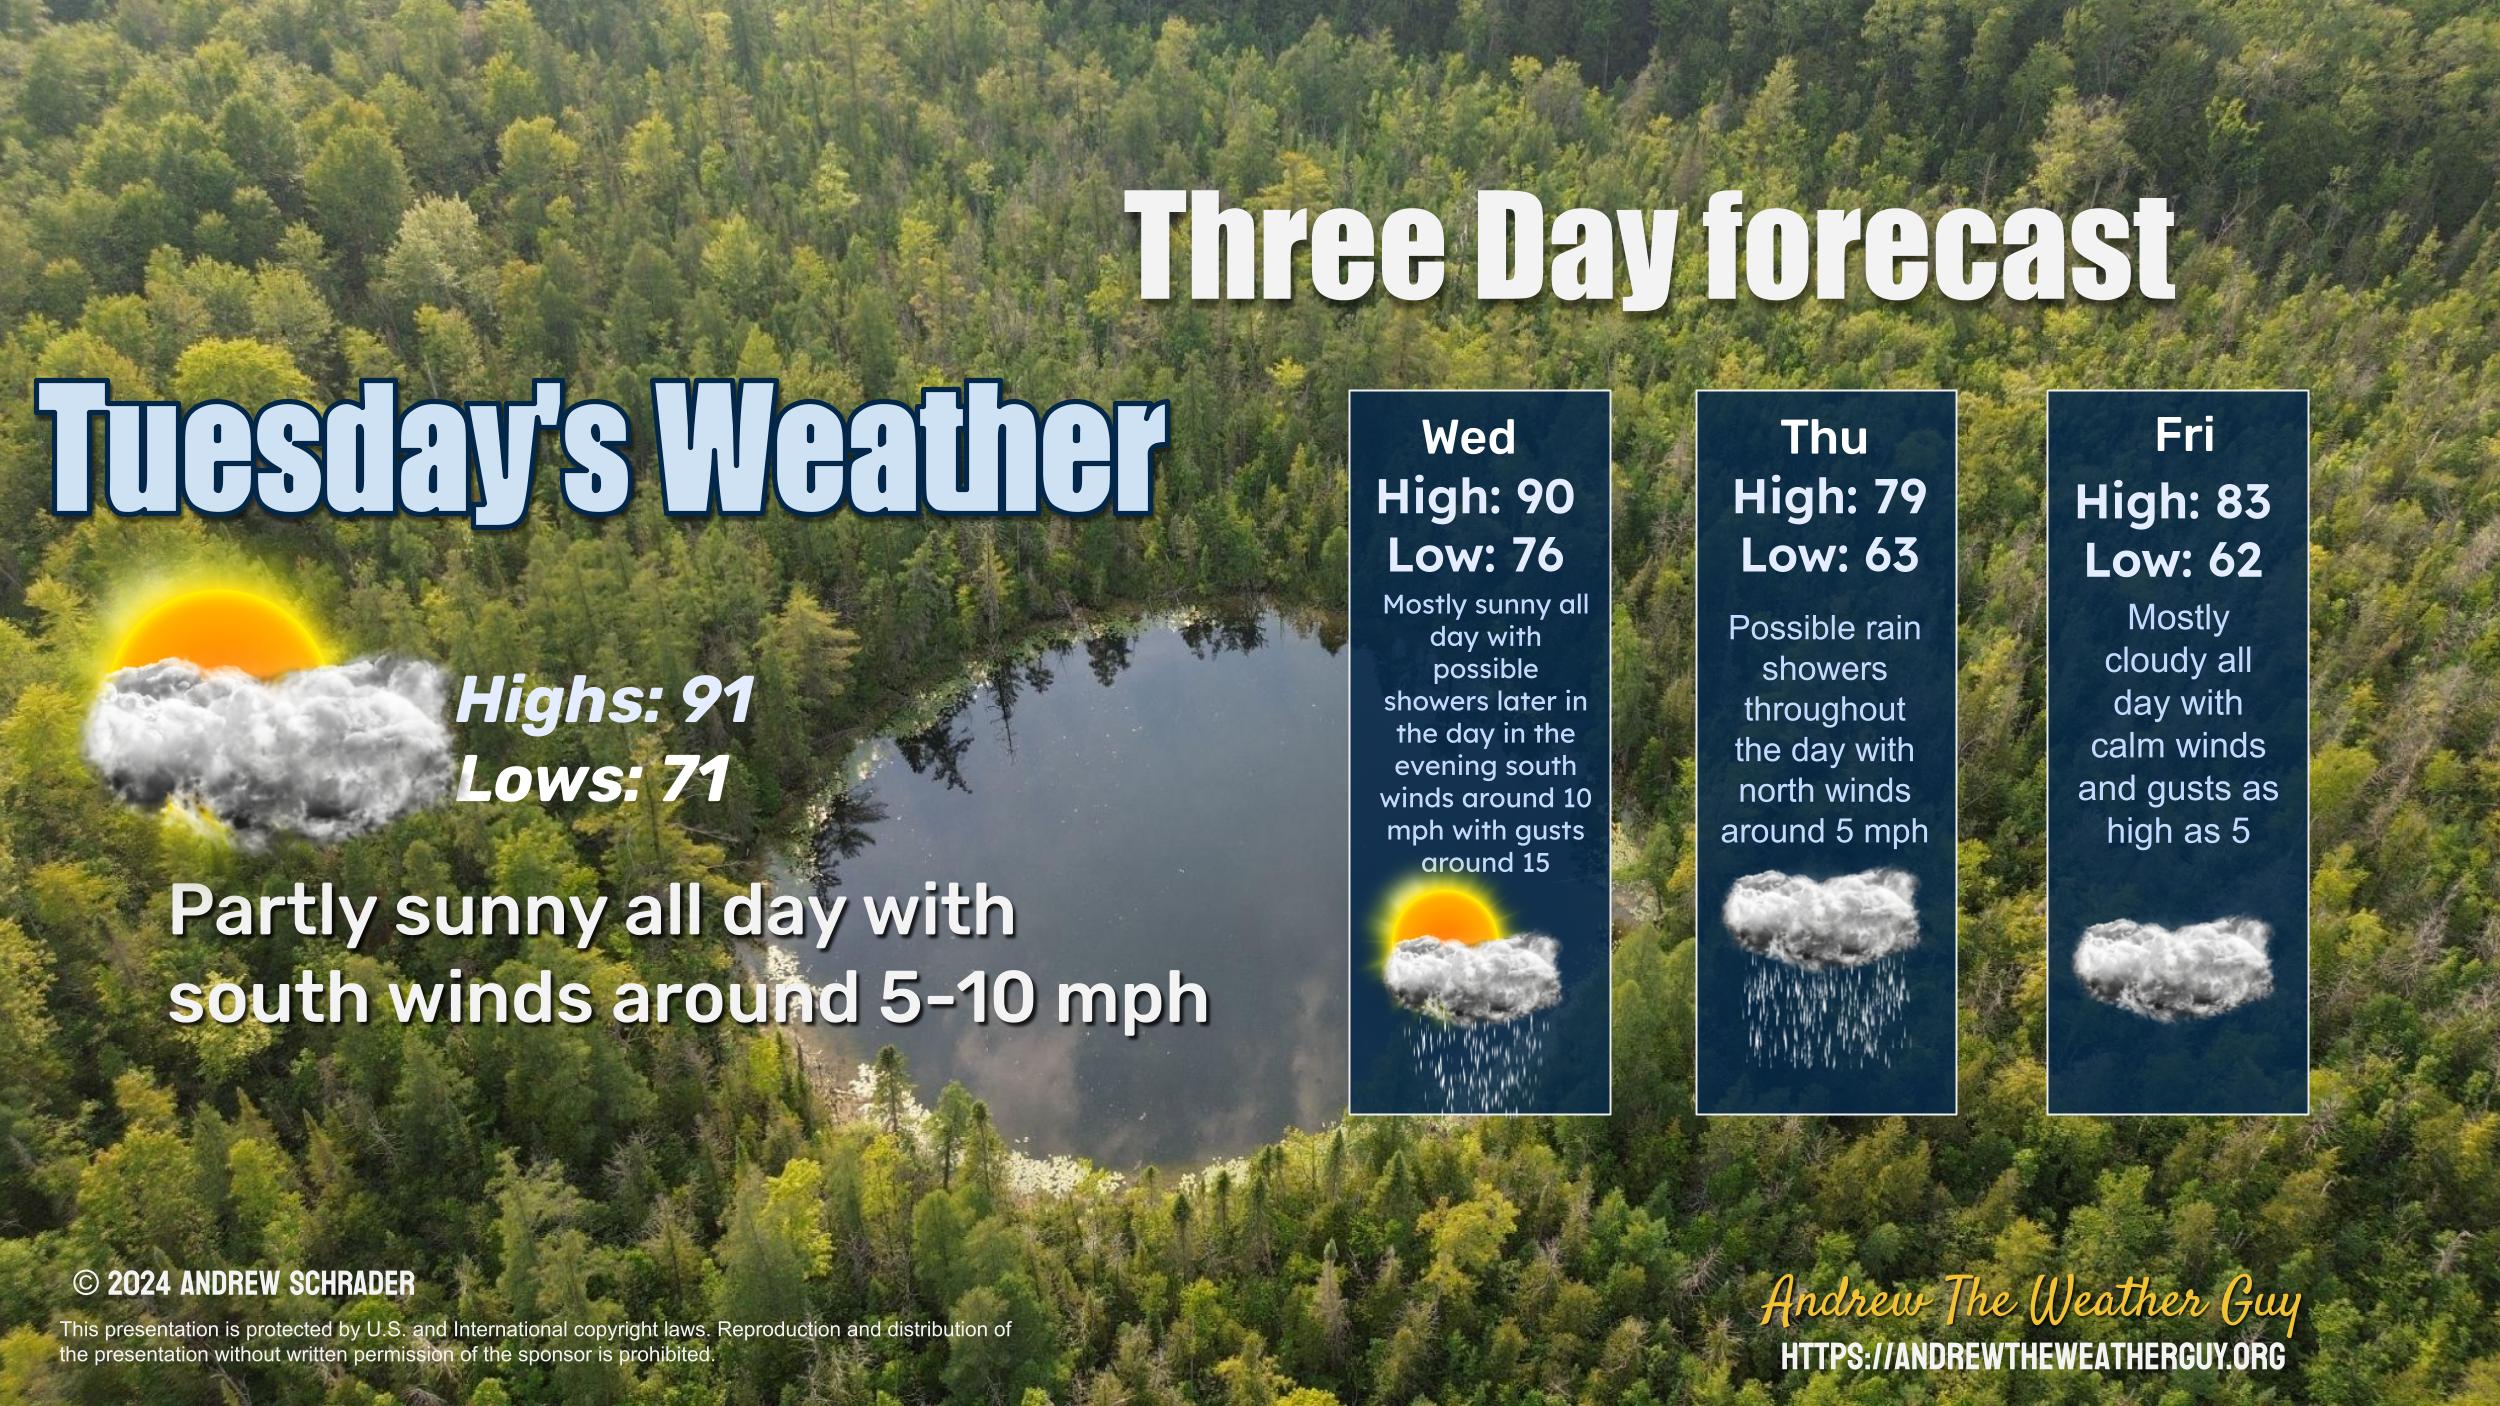 Three Day forecast
Tuesday's Weather
Highs: 91
Lows: 71
Partly sunny all day with
south winds around 5-10 mph
Wed
High: 90
Low: 76
Mostly sunny all
day with
possible
showers later in
the day in the
evening south
winds around 10
mph with gusts
around 15
Thu
High: 79
Low: 63
Possible rain
showers
throughout
the day with
north winds
around 5 mph
Fri
High: 83
Low: 62
Mostly
cloudy all
day with
calm winds
and gusts as
high as 5
© 2024 ANDREW SCHRADER
This presentation is protected by U.S. and International copyright laws. Reproduction and distribution of
the presentation without written permission of the sponsor is prohibited.
Andrew The Weather Guy
HTTPS://ANDREWTHEWEATHERGUY.ORG